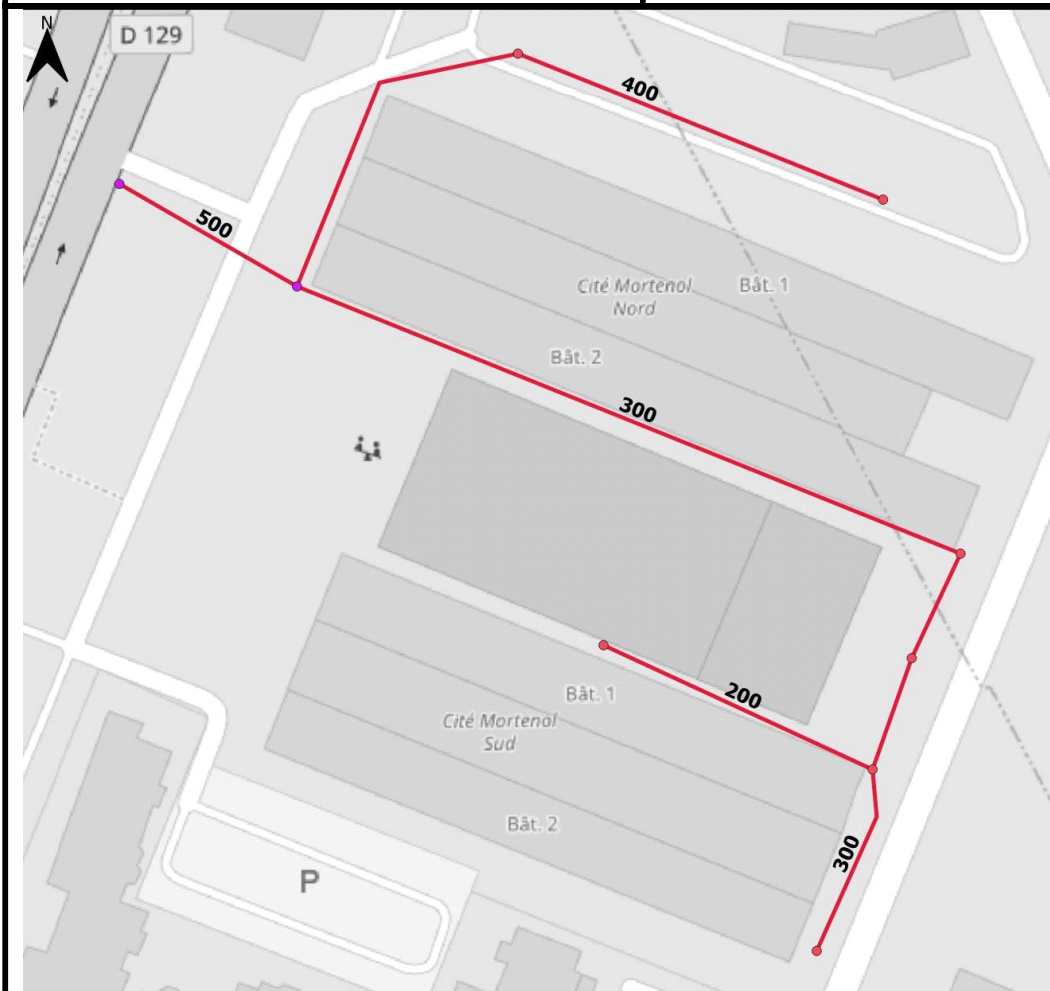 N
D 129
400
500
Cité Mortenol
Nord
Bât. 1
Bât. 2
300
200
Bât. 1
Cité Mortenol
Sud
Bât. 2
300
P